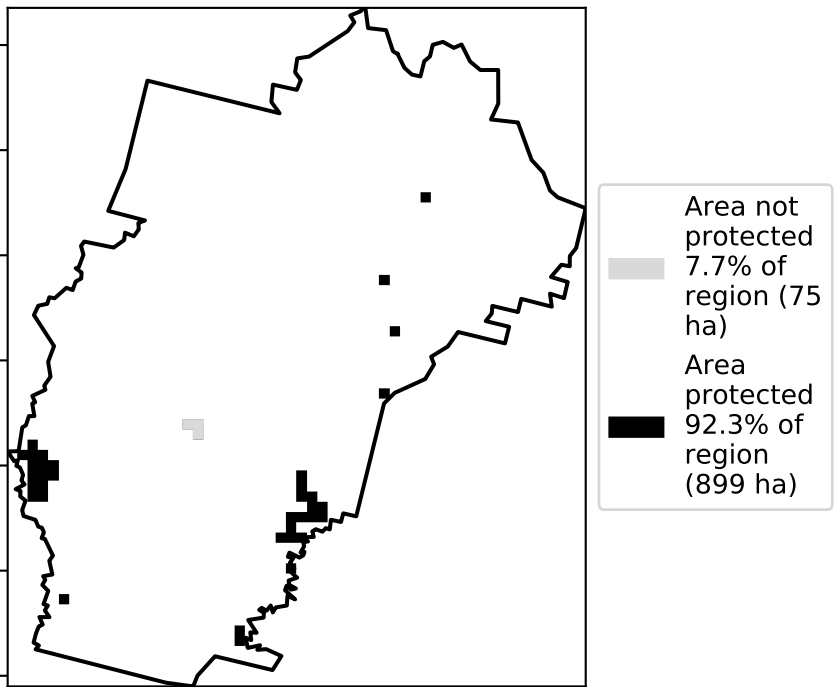 Area not
protected
7.7% of
region (75
ha)
Area
protected
92.3% of
region
(899 ha)